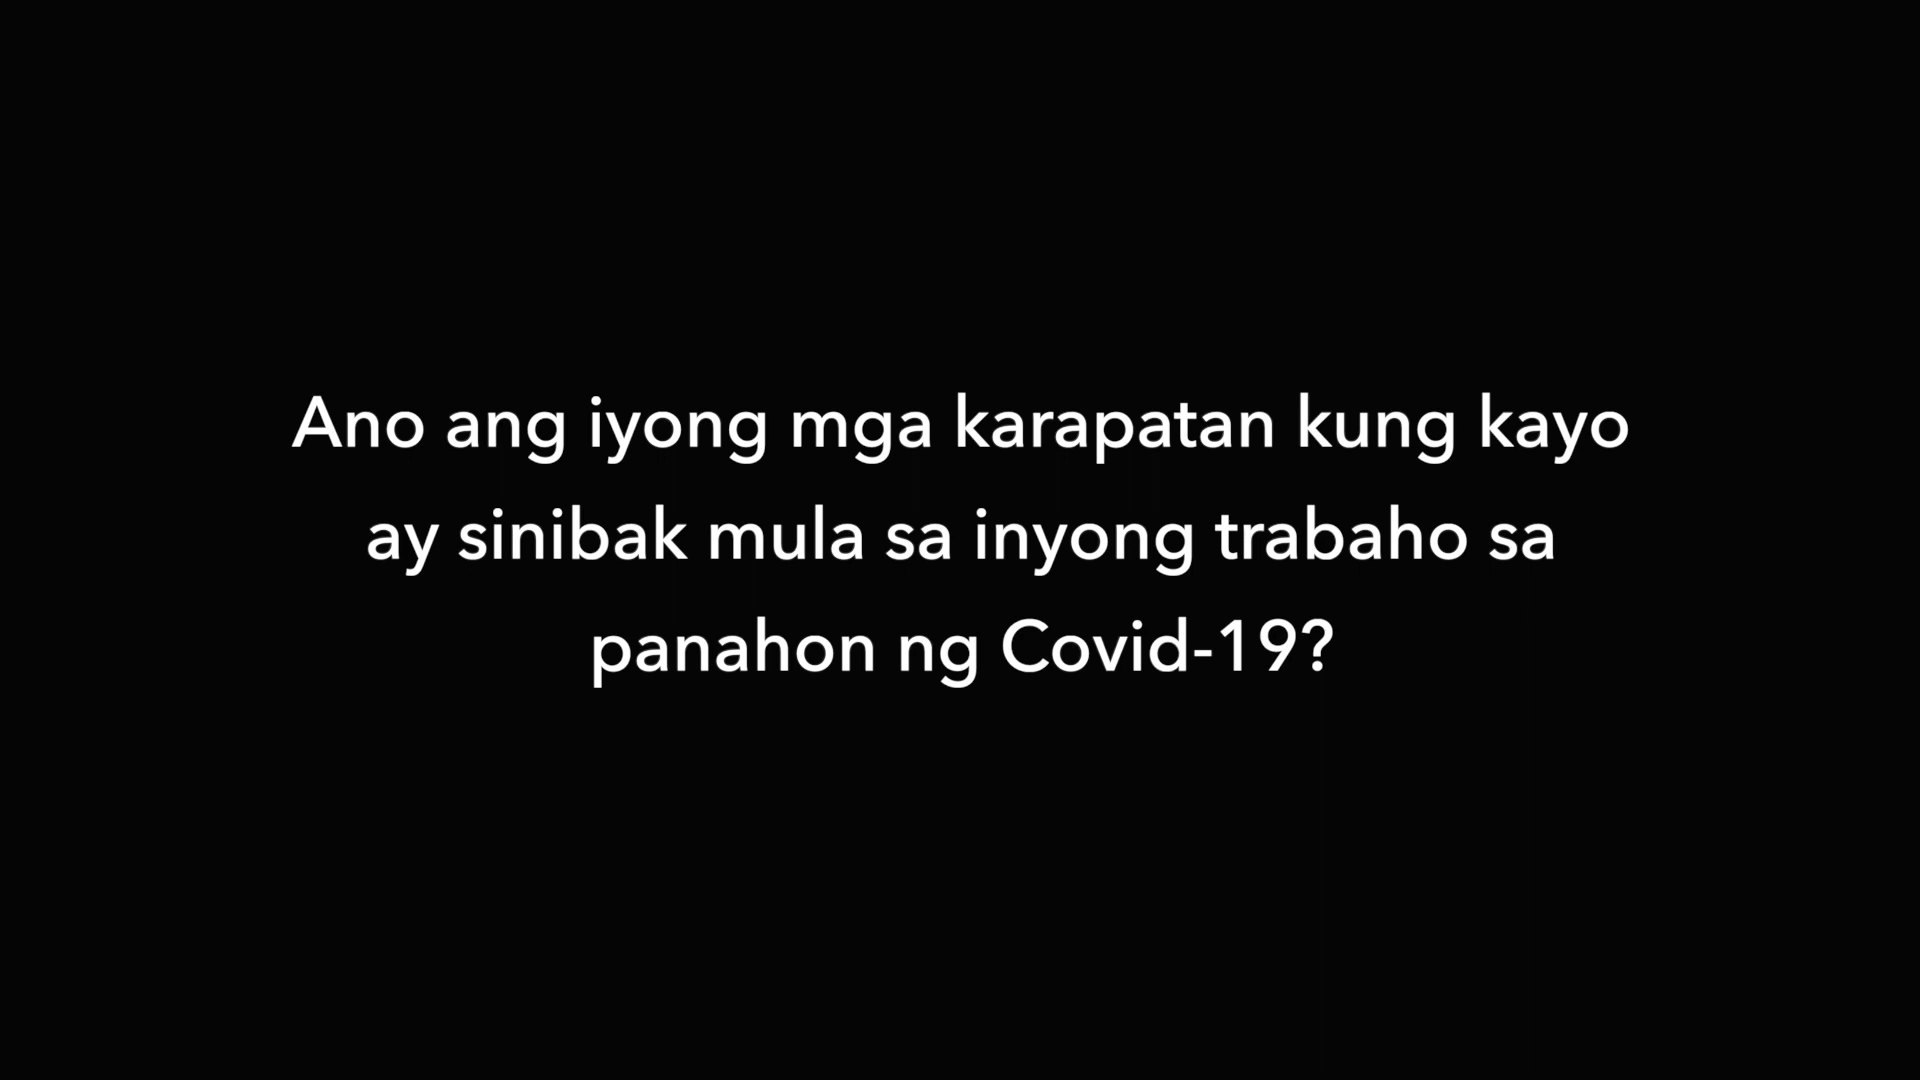 Ano ang iyong mga karapatan kung kayo
ay sinibak mula sa inyong trabaho sa
panahon ng Covid-19?